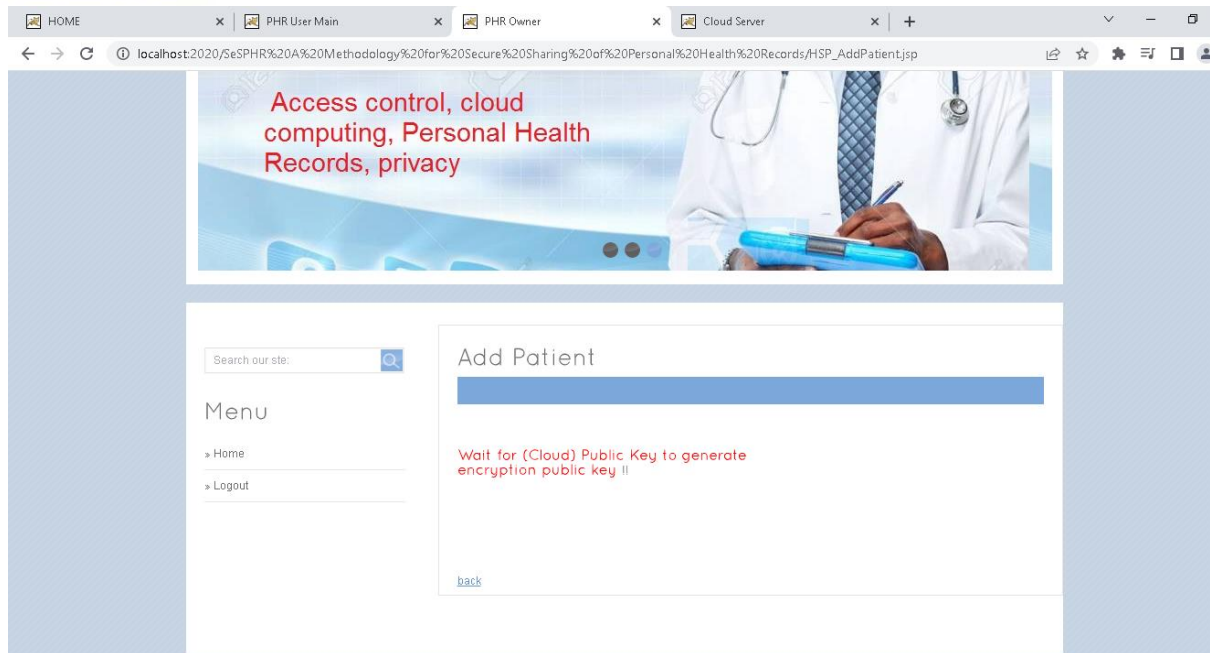 HOME
PHR User Main
PHR Owner
Cloud Server
localhost:2020/SeSPHR%20A%20Methodology%20for%20Secure%20Sharing%20of%20Personal%20Health%20Records/HSP_AddPatient.jsp
Access control, cloud
computing, Personal Health
Records, privacy
Search our ste:
Add Patient
Menu
» Home
» Logout
Wait for (Cloud) Public Key to generate
encryption public key !!
back